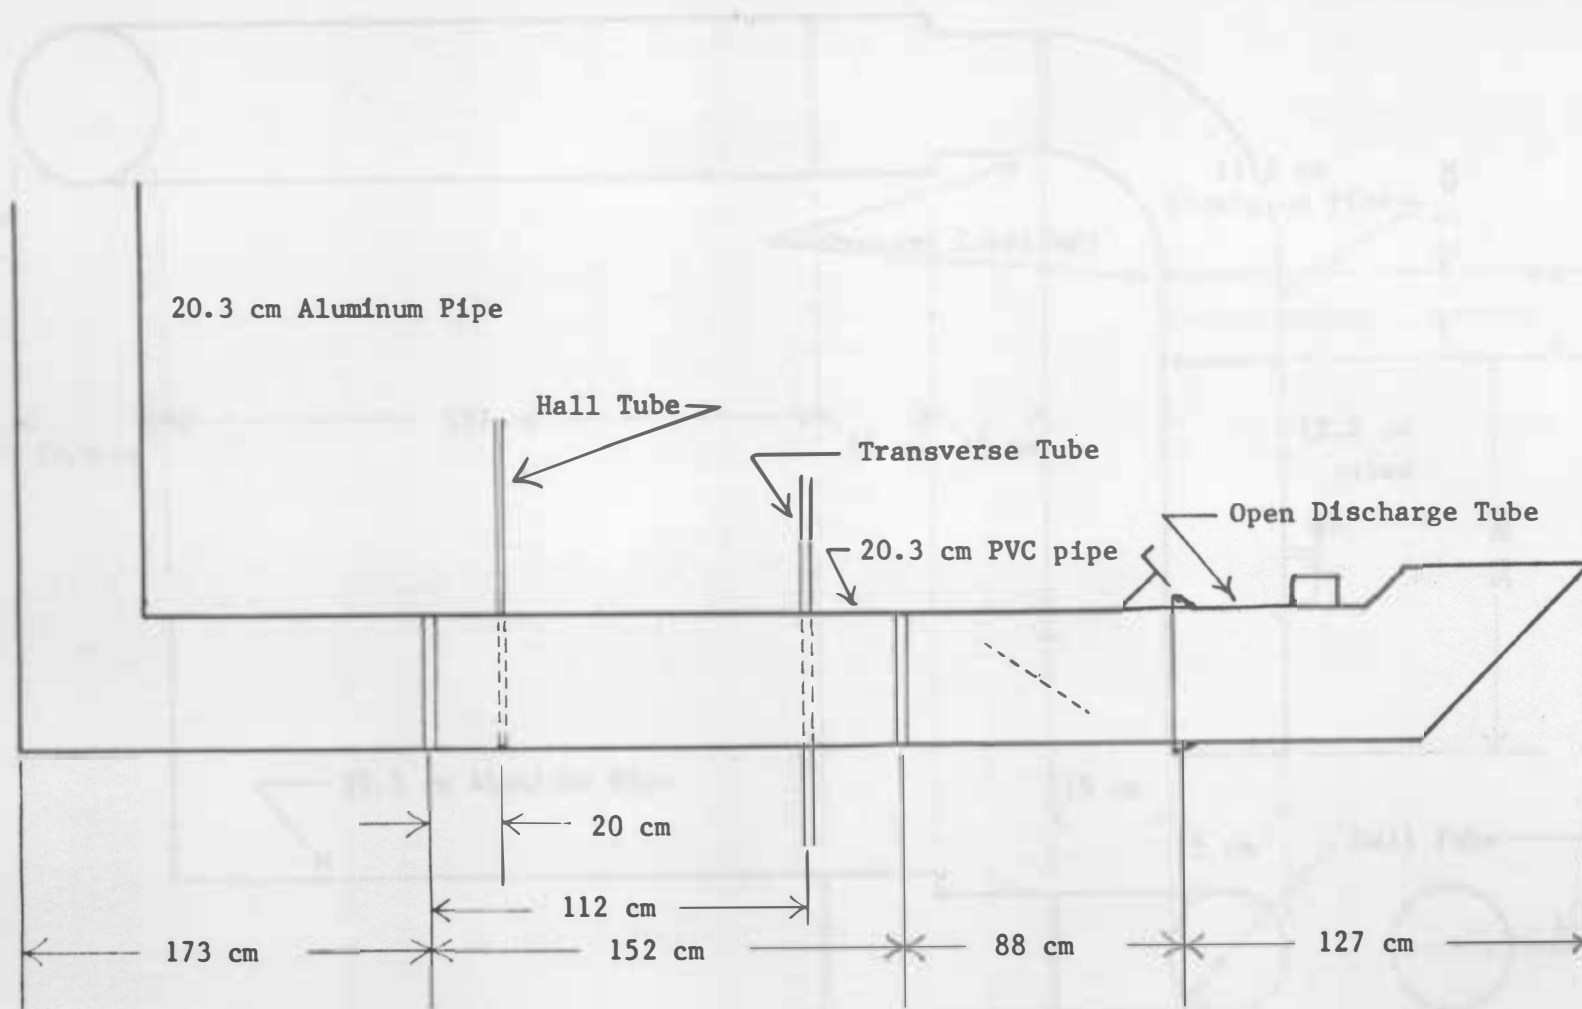 20.3 cm Aluminum Pipe
Hall Tube
Transverse Tube
Open Discharge Tube
20.3 cm PVC pipe
20 cm
112 cm
173 cm
152 cm
88 cm
127 cm